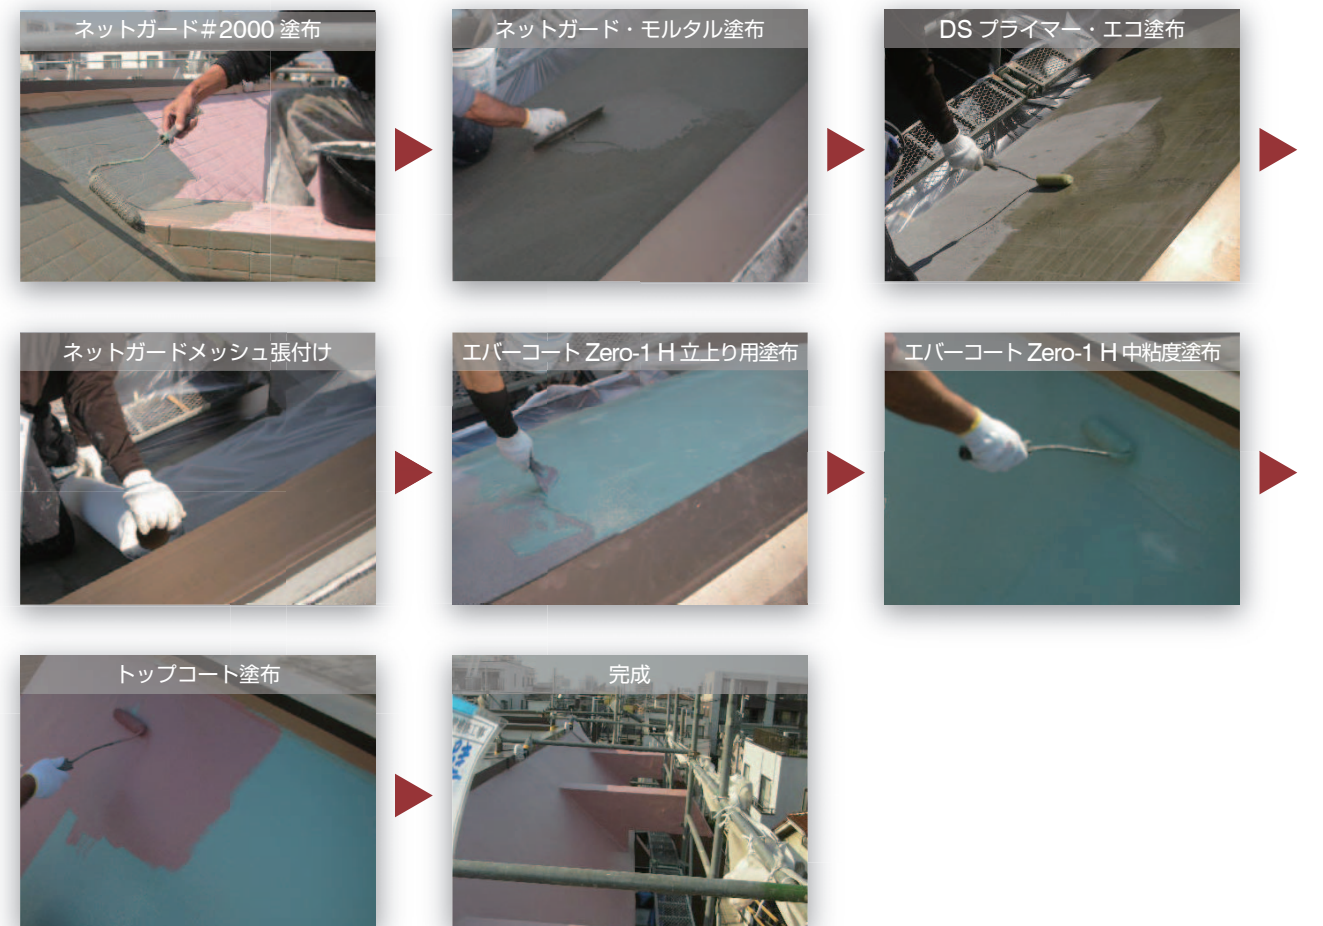 ネットガード＃2000 塗布
ネットガード・モルタル塗布
DS プライマー・エコ塗布
ネットガードメッシュ張付け
エバーコート Zero-1 H 立上り用塗布
エバーコート Zero-1 H 中粘度塗布
トップコート塗布
完成